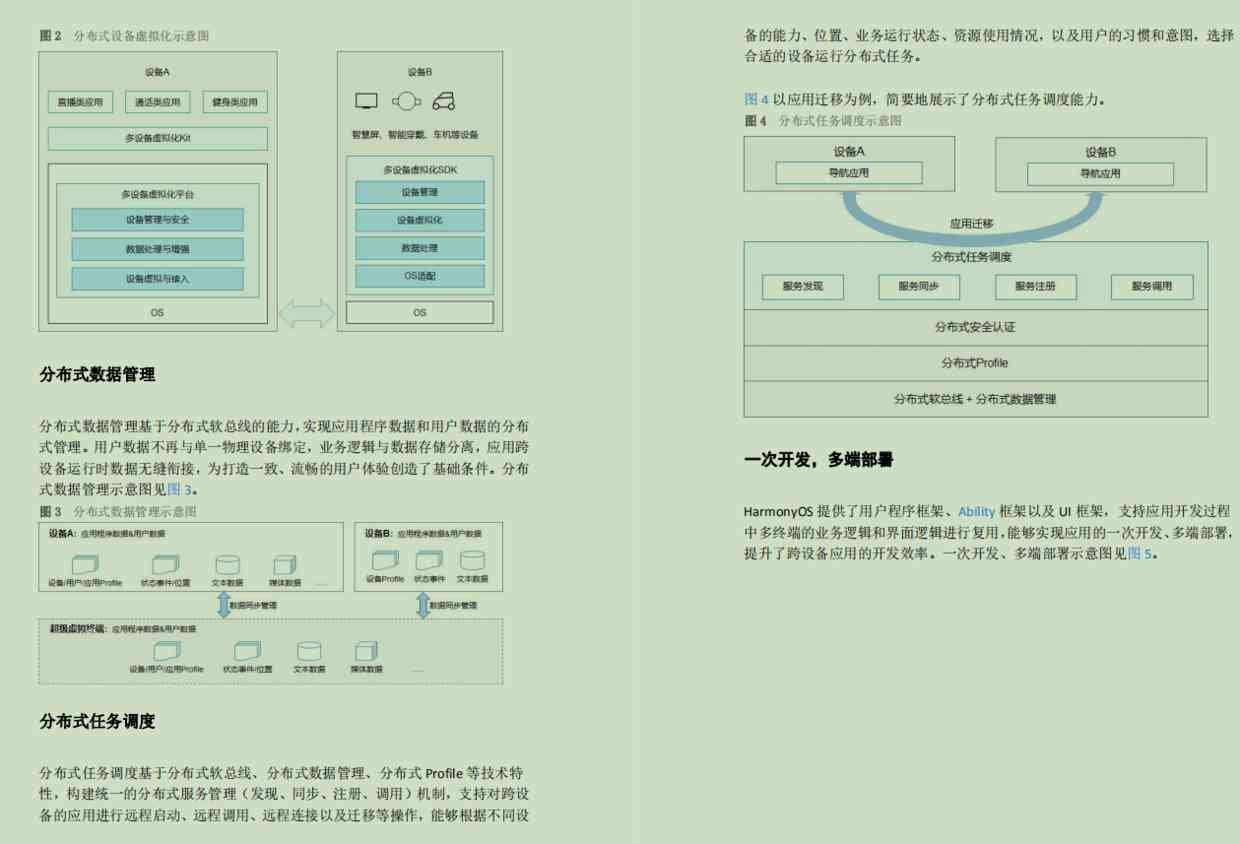 图 2 分布式设备虚拟化示意图
设备A
直播类应用 通话类应用 健身类应用
多设备虚拟化Kit
多设备虚拟化平台
设备管理与安全
数据处理与增强
设备虚拟与接入
OS
设备B
智慧屏、智能穿戴、车机等设备
多设备虚拟化SDK
设备管理
设备虚拟化
数据处理
OS适配
OS
分布式数据管理
分布式数据管理基于分布式软总线的能力，实现应用程序数据和用户数据的分布
式管理。用户数据不再与单一物理设备绑定，业务逻辑与数据存储分离，应用跨
设备运行时数据无缝衔接，为打造一致、流畅的用户体验创造了基础条件。分布
式数据管理示意图见图 3。
图 3 分布式数据管理示意图
设备A：应用程序数据&用户数据
设备/用户/应用Profile 状态事件/位置 文本数据 媒体数据 ......
设备B：应用程序数据&用户数据
设备Profile 状态事件 文本数据
数据同步管理 数据同步管理
超级虚拟终端：应用程序数据&用户数据
设备/用户/应用Profile 状态事件/位置 文本数据 媒体数据 ......
分布式任务调度
分布式任务调度基于分布式软总线、分布式数据管理、分布式 Profile 等技术特
性，构建统一的分布式服务管理（发现、同步、注册、调用）机制，支持对跨设
备的应用进行远程启动、远程调用、远程连接以及迁移等操作，能够根据不同设
备的能力、位置、业务运行状态、资源使用情况，以及用户的习惯和意图，选择
合适的设备运行分布式任务。
图 4 以应用迁移为例，简要地展示了分布式任务调度能力。
图 4 分布式任务调度示意图
设备A
导航应用
设备B
导航应用
应用迁移
分布式任务调度
服务发现 服务同步 服务注册 服务调用
分布式安全认证
分布式Profile
分布式软总线 + 分布式数据管理
一次开发，多端部署
HarmonyOS 提供了用户程序框架、Ability 框架以及 UI 框架，支持应用开发过程
中多终端的业务逻辑和界面逻辑进行复用，能够实现应用的一次开发、多端部署，
提升了跨设备应用的开发效率。一次开发、多端部署示意图见图 5。